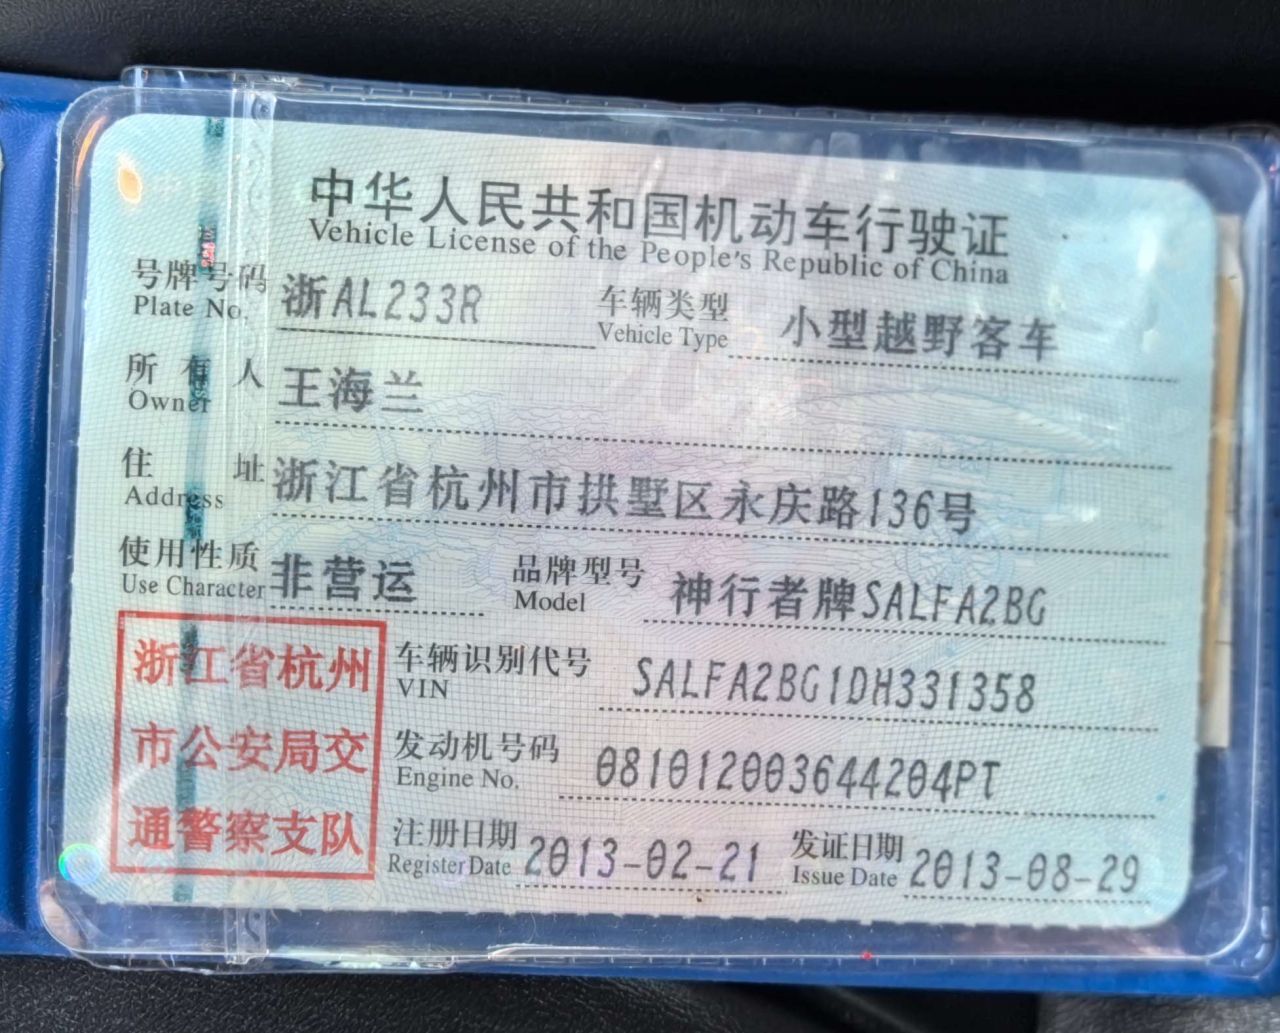 中华人民共和国机动车行驶证
Vehicle License of the People's Republic of China
号牌号码 浙AL233R 车辆类型 小型越野客车
Plate No. Vehicle Type
所有人 王海兰
Owner
住址 浙江省杭州市拱墅区永庆路136号
Address
使用性质 非营运 品牌型号 神行者牌SALFA2BG
Use Character Model
浙江省杭州
市公安局交
通警察支队
车辆识别代号 SALFA2BG1DH331358
VIN
发动机号码 081012003644204PT
Engine No.
注册日期 2013-02-21 发证日期 2013-08-29
Register Date Issue Date